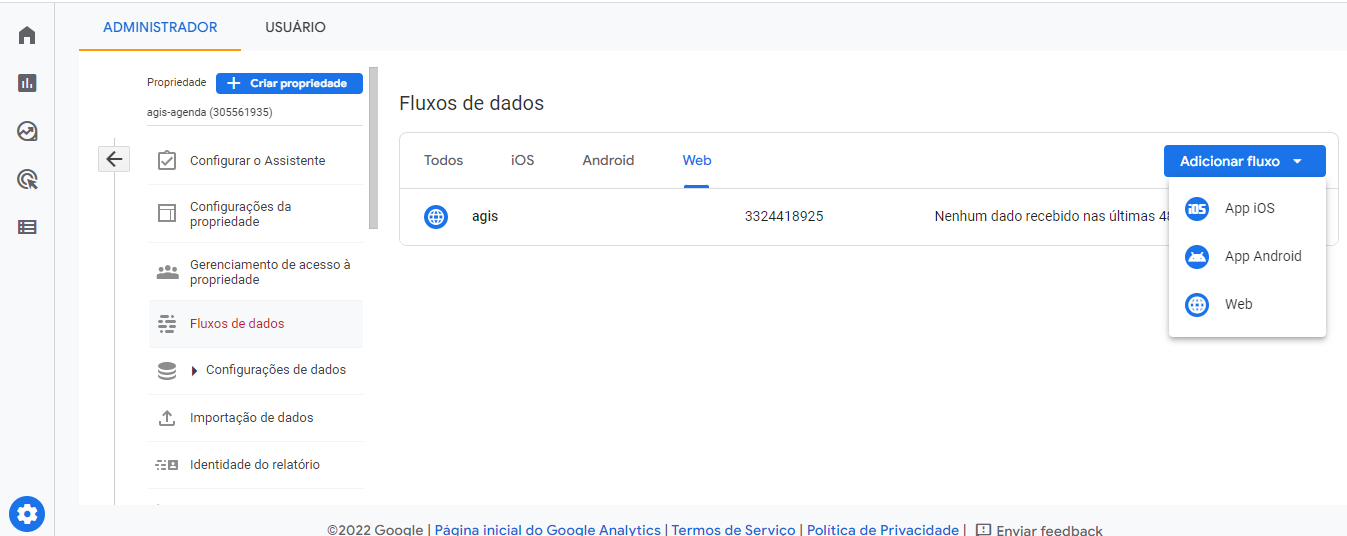 ADMINISTRADOR
USUÁRIO
Propriedade
Criar propriedade
agis-agenda (305561935)
Configurar o Assistente
Configurações da
propriedade
Gerenciamento de acesso à
propriedade
Fluxos de dados
Configurações de dados
Importação de dados
Identidade do relatório
Fluxos de dados
Todos
iOS
Android
Web
Adicionar fluxo
agis
3324418925
Nenhum dado recebido nas últimas 48
iOS
App iOS
App Android
Web
©2022 Google | Página inicial do Google Analytics | Termos de Serviço | Política de Privacidade | Enviar feedback